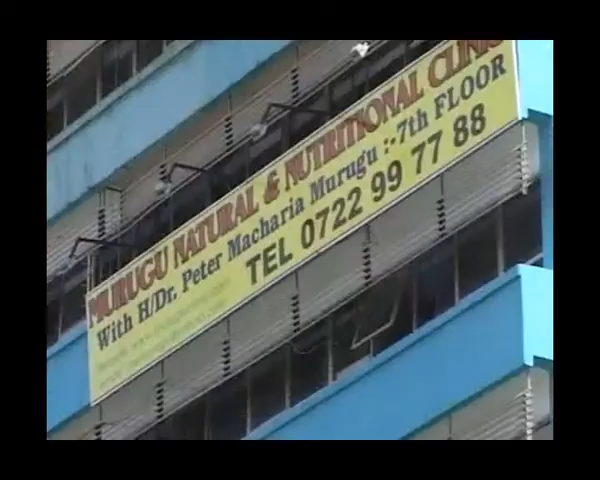 MURUGU NATURAL & NUTRITIONAL CLINIC
With H/Dr. Peter Macharia Murugu :-7th FLOOR
TEL 0722 99 77 88